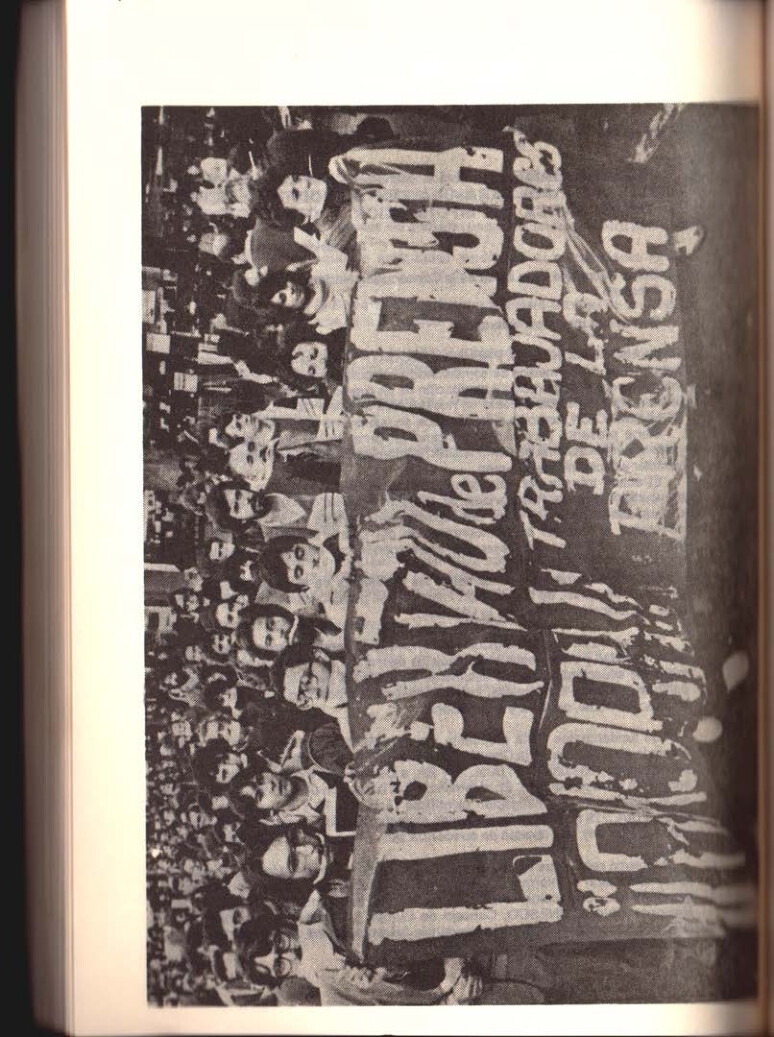 LIBERTAD de PRENSA
TRABAJADORES
DE LA
PRENSA